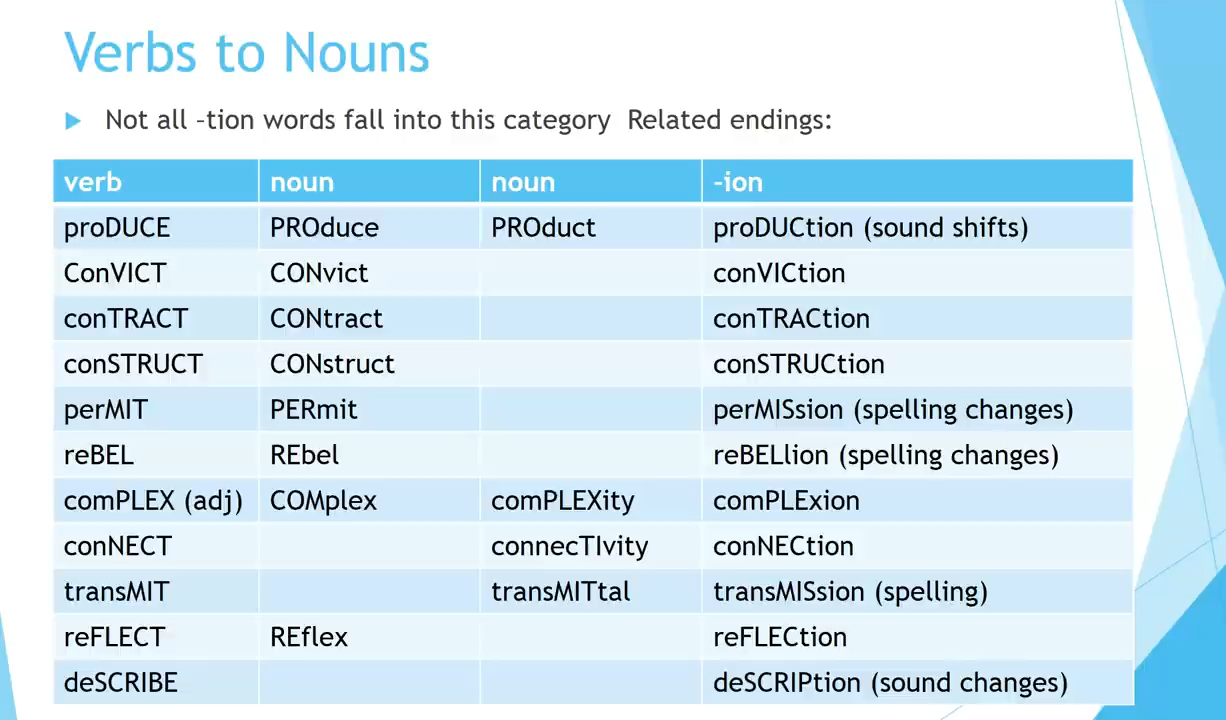 Verbs to Nouns
Not all –tion words fall into this category  Related endings:
verb noun noun -ion
proDUCE PROduce PROduct proDUCtion (sound shifts)
ConVICT CONvict conVICtion
conTRACT CONtract conTRACtion
conSTRUCT CONstruct conSTRUCtion
perMIT PERmit perMISsion (spelling changes)
reBEL REbel reBELlion (spelling changes)
comPLEX (adj) COMplex comPLEXity comPLExion
conNECT connecTIvity conNECtion
transMIT transMITtal transMISsion (spelling)
reFLECT REflex reFLECtion
deSCRIBE deSCRIPtion (sound changes)